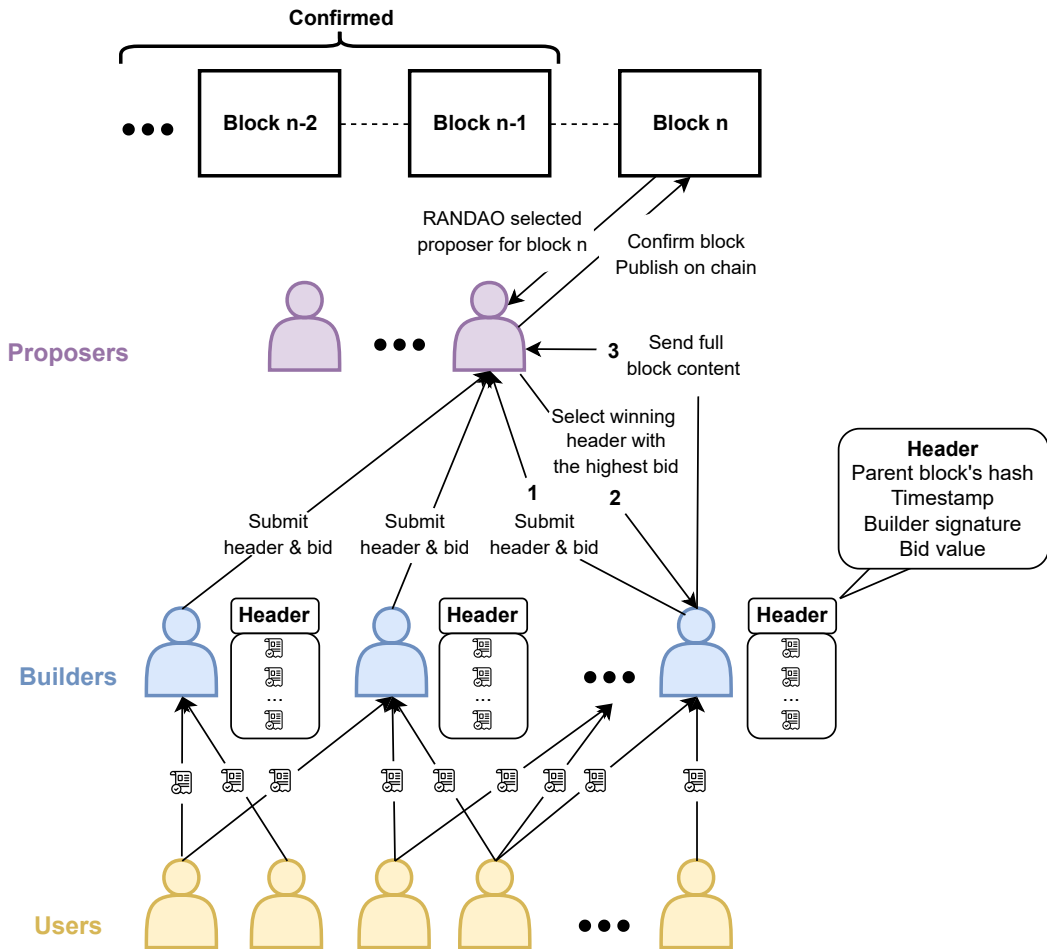 Confirmed
Block n-2
Block n-1
Block n
RANDAO selected
proposer for block n
Confirm block
Publish on chain
Proposers
3
Send full
block content
Select winning
header with
the highest bid
1
2
Submit
header & bid
Submit
header & bid
Submit
header & bid
Header
Parent block's hash
Timestamp
Builder signature
Bid value
Builders
Header
...
Header
...
Header
...
Users